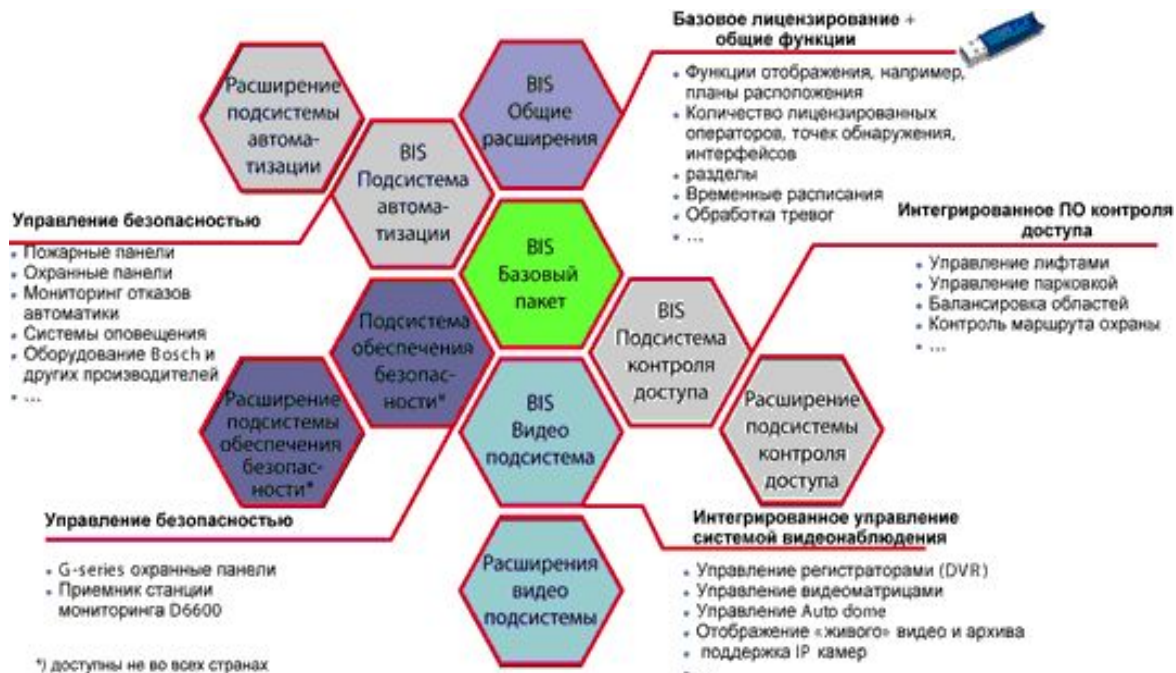 Базовое лицензирование +
общие функции
• Функции отображения, например,
планы расположения
• Количество лицензированных
операторов, точек обнаружения,
интерфейсов
• разделы
• Временные расписания
• Обработка тревог
• ...
Расширение
подсистемы
автома-
тизации
BIS
Общие
расширения
BIS
Подсистема
автома-
тизации
Управление безопасностью
• Пожарные панели
• Охранные панели
• Мониторинг отказов
автоматики
• Системы оповещения
• Оборудование Bosch и
других производителей
• ...
BIS
Базовый
пакет
Интегрированное ПО контроля
доступа
• Управление лифтами
• Управление парковкой
• Балансировка областей
• Контроль маршрута охраны
• ...
Подсистема
обеспечения
безопас-
ности*
BIS
Подсистема
контроля
доступа
Расширение
подсистемы
обеспечения
безопас-
ности*
BIS
Видео
подсистема
Расширение
подсистемы
контроля
доступа
Управление безопасностью
• G-series охранные панели
• Приемник станции
мониторинга D6600
Расширения
видео
подсистемы
Интегрированное управление
системой видеонаблюдения
• Управление регистраторами (DVR)
• Управление видеоматрицами
• Управление Auto dome
• Отображение «живого» видео и архива
• поддержка IP камер
• ...
*) доступны не во всех странах